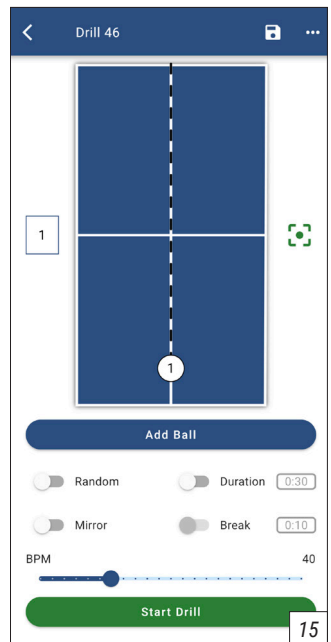 Drill 46
1
1
Add Ball
Random Duration 0:30
Mirror Break 0:10
BPM 40
Start Drill
15